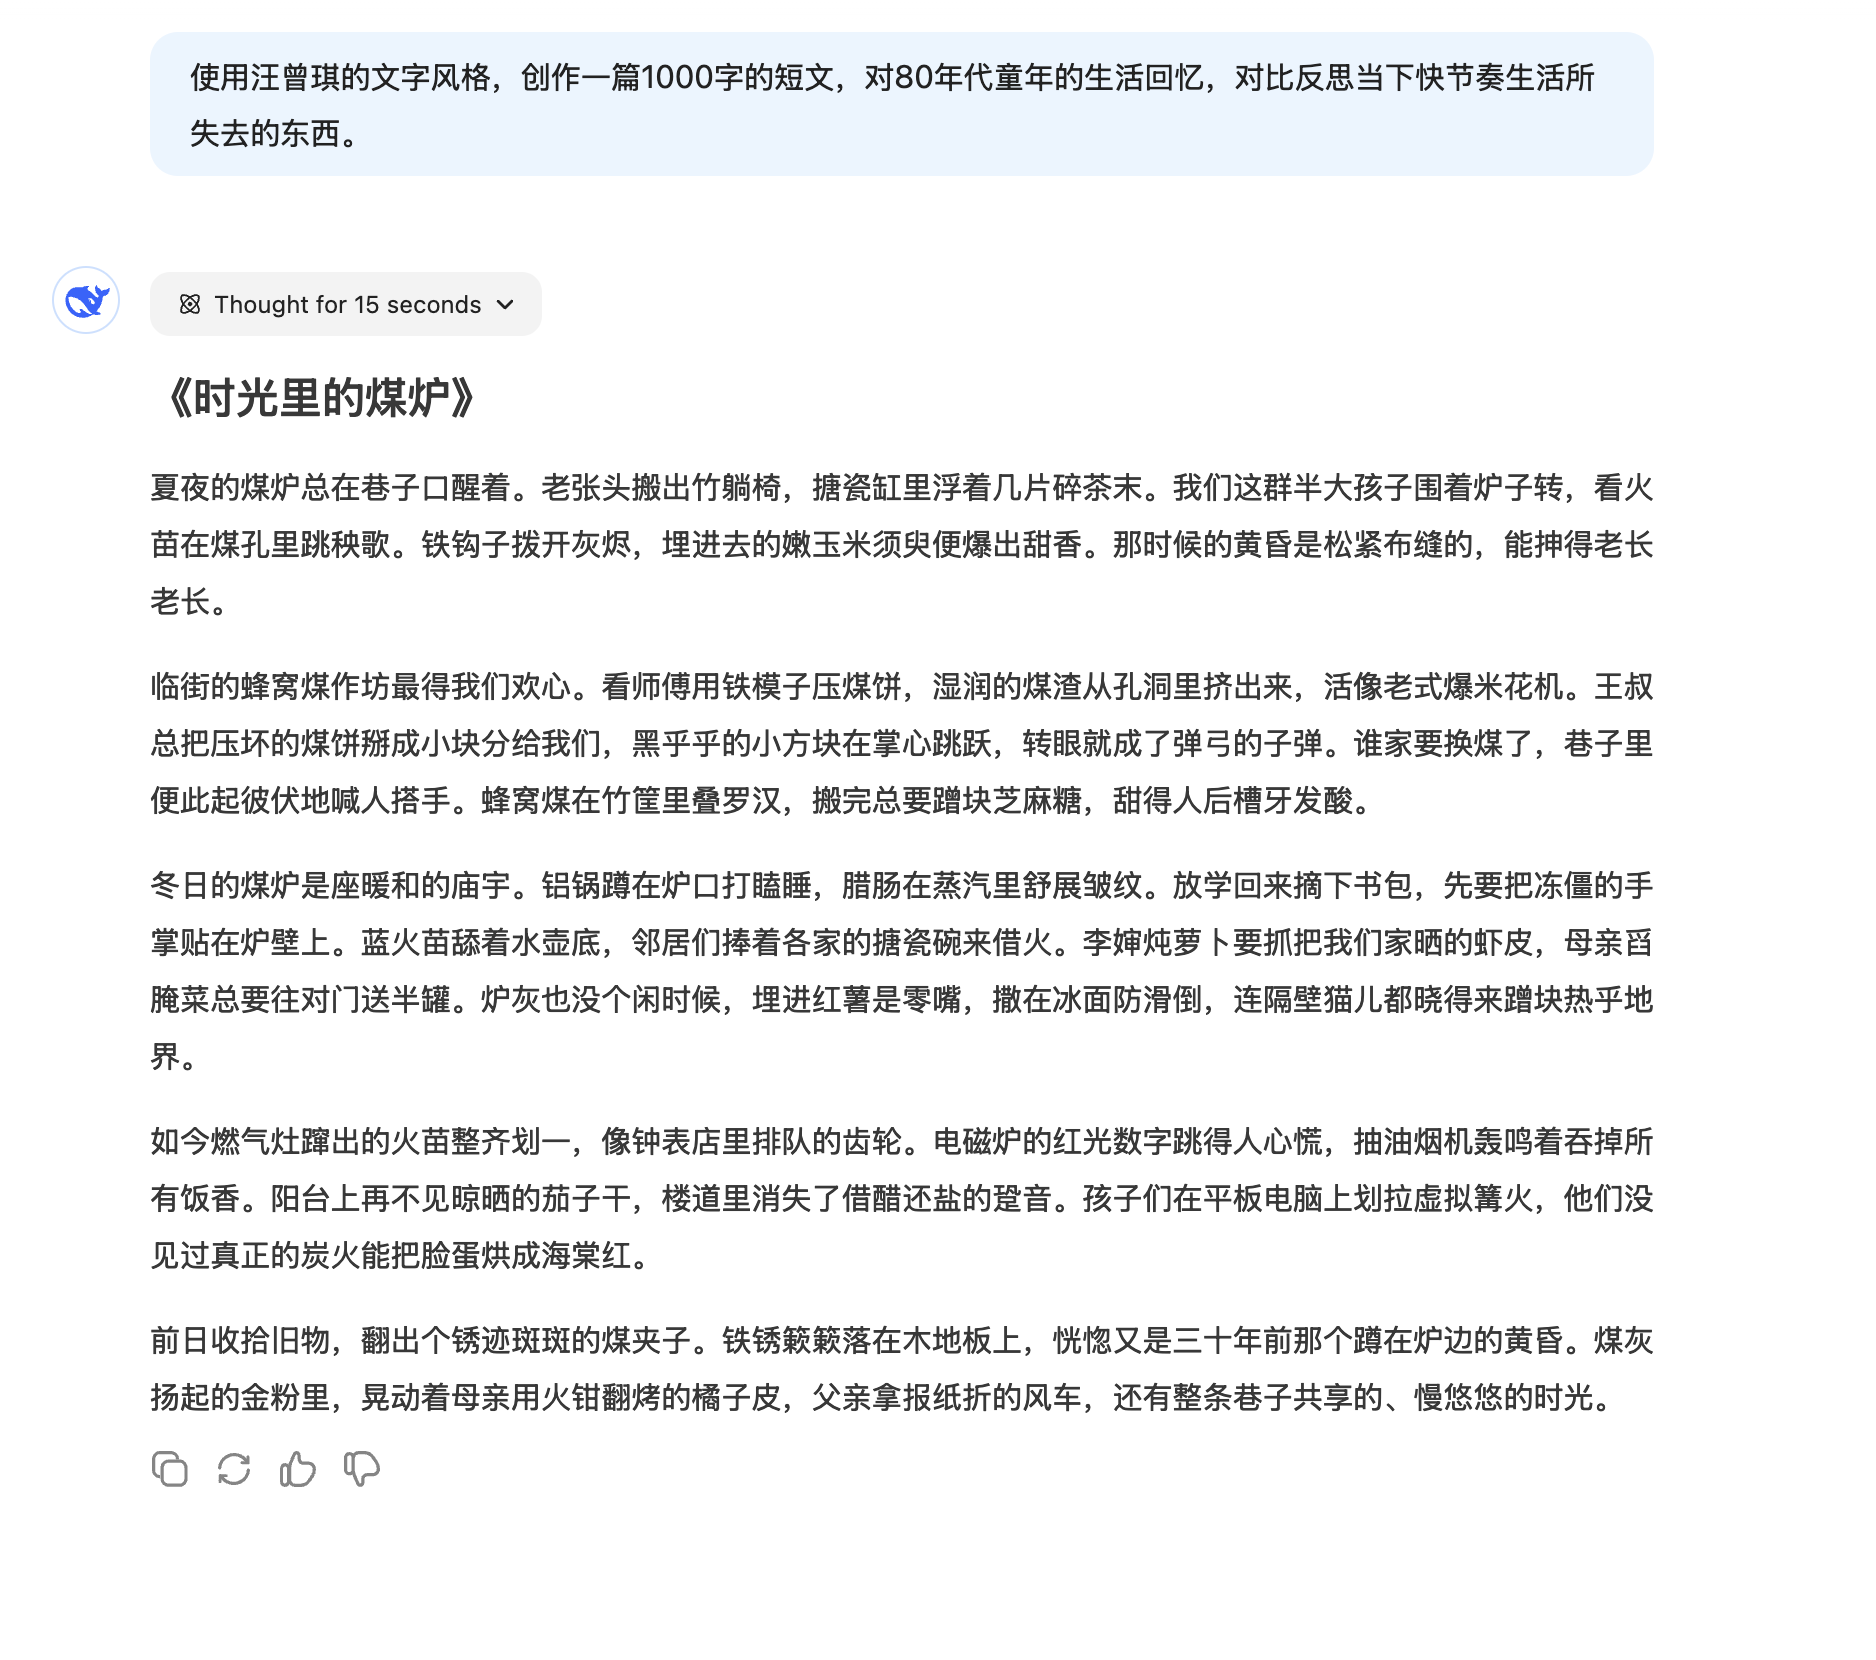 使用汪曾琪的文字风格，创作一篇1000字的短文，对80年代童年的生活回忆，对比反思当下快节奏生活所
失去的东西。
Thought for 15 seconds
《时光里的煤炉》
夏夜的煤炉总在巷子口醒着。老张头搬出竹躺椅，搪瓷缸里浮着几片碎茶末。我们这群半大孩子围着炉子转，看火
苗在煤孔里跳秧歌。铁钩子拨开灰烬，埋进去的嫩玉米须臾便爆出甜香。那时候的黄昏是松紧布缝的，能抻得老长
老长。
临街的蜂窝煤作坊最得我们欢心。看师傅用铁模子压煤饼，湿润的煤渣从孔洞里挤出来，活像老式爆米花机。王叔
总把压坏的煤饼掰成小块分给我们，黑乎乎的小方块在掌心跳跃，转眼就成了弹弓的子弹。谁家要换煤了，巷子里
便此起彼伏地喊人搭手。蜂窝煤在竹筐里叠罗汉，搬完总要蹭块芝麻糖，甜得人后槽牙发酸。
冬日的煤炉是座暖和的庙宇。铝锅蹲在炉口打瞌睡，腊肠在蒸汽里舒展皱纹。放学回来摘下书包，先要把冻僵的手
掌贴在炉壁上。蓝火苗舔着水壶底，邻居们捧着各家的搪瓷碗来借火。李婶炖萝卜要抓把我们家晒的虾皮，母亲舀
腌菜总要往对门送半罐。炉灰也没个闲时候，埋进红薯是零嘴，撒在冰面防滑倒，连隔壁猫儿都晓得来蹭块热乎地
界。
如今燃气灶蹿出的火苗整齐划一，像钟表店里排队的齿轮。电磁炉的红光数字跳得人心慌，抽油烟机轰鸣着吞掉所
有饭香。阳台上再不见晾晒的茄子干，楼道里消失了借醋还盐的跫音。孩子们在平板电脑上划拉虚拟篝火，他们没
见过真正的炭火能把脸蛋烘成海棠红。
前日收拾旧物，翻出个锈迹斑斑的煤夹子。铁锈簌簌落在木地板上，恍惚又是三十年前那个蹲在炉边的黄昏。煤灰
扬起的金粉里，晃动着母亲用火钳翻烤的橘子皮，父亲拿报纸折的风车，还有整条巷子共享的、慢悠悠的时光。